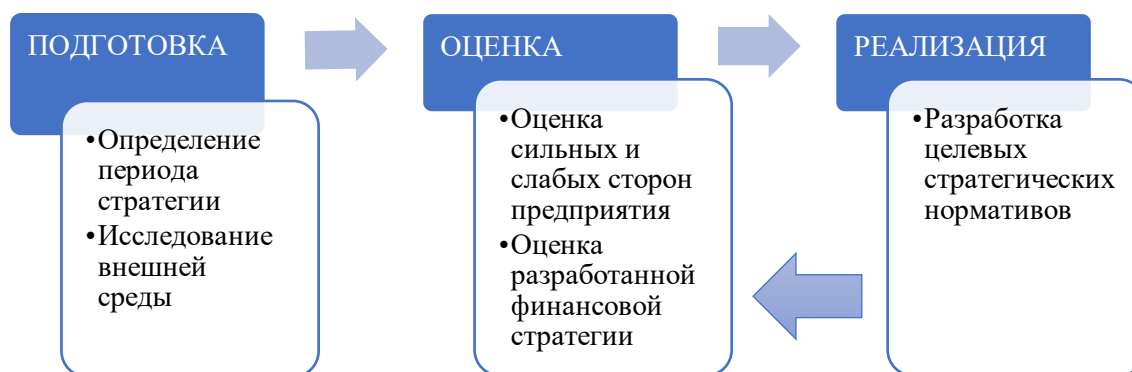 ПОДГОТОВКА
•Определение
периода
стратегии
•Исследование
внешней
среды
ОЦЕНКА
•Оценка
сильных и
слабых сторон
предприятия
•Оценка
разработанной
финансовой
стратегии
РЕАЛИЗАЦИЯ
•Разработка
целевых
стратегических
нормативов